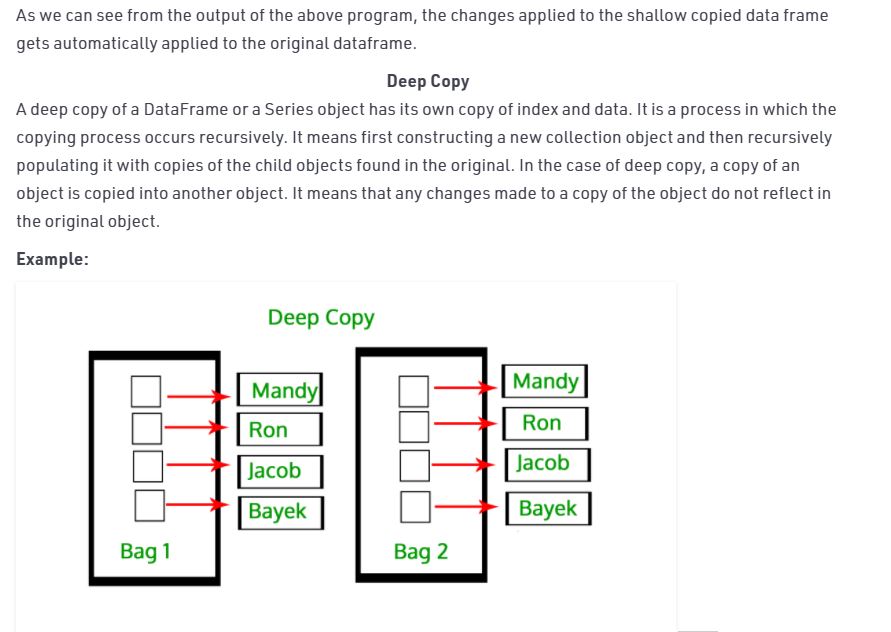 As we can see from the output of the above program, the changes applied to the shallow copied data frame
gets automatically applied to the original dataframe.
Deep Copy
A deep copy of a DataFrame or a Series object has its own copy of index and data. It is a process in which the
copying process occurs recursively. It means first constructing a new collection object and then recursively
populating it with copies of the child objects found in the original. In the case of deep copy, a copy of an
object is copied into another object. It means that any changes made to a copy of the object do not reflect in
the original object.
Example:
Deep Copy
Mandy
Ron
Jacob
Bayek
Bag 1
Mandy
Ron
Jacob
Bayek
Bag 2